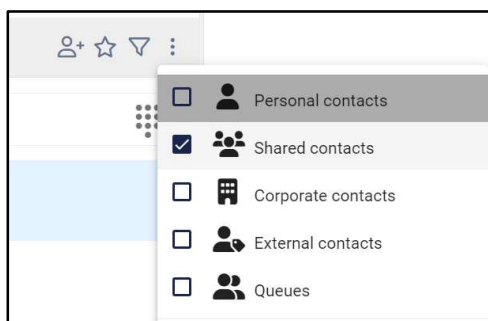 Personal contacts
Shared contacts
Corporate contacts
External contacts
Queues